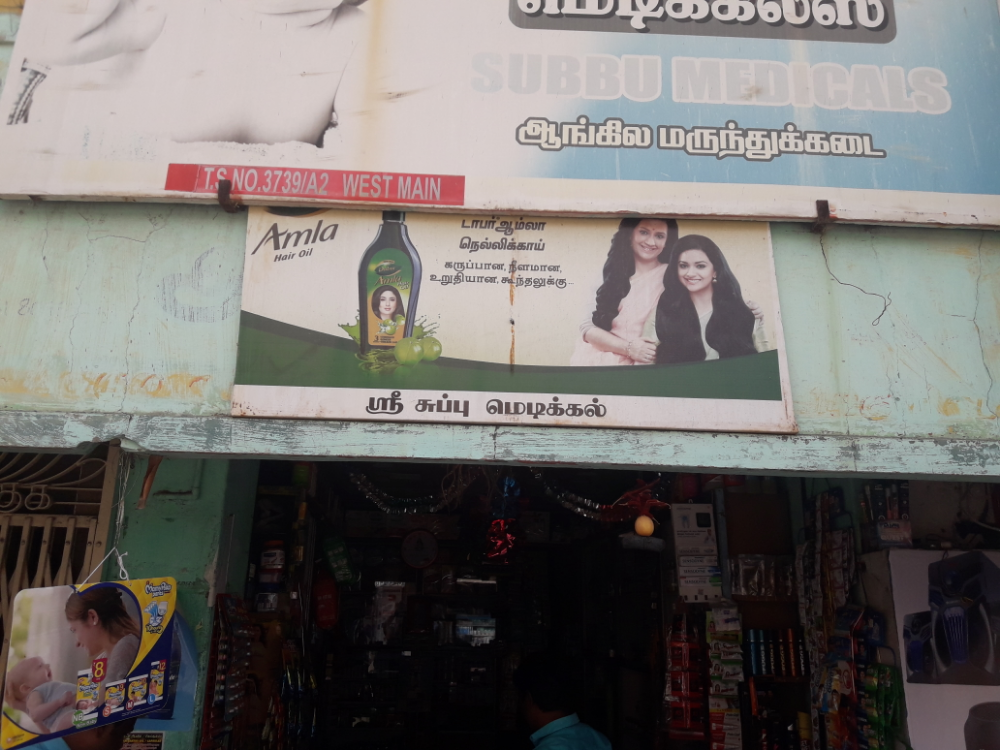 மெடிக்கல்ஸ்
SUBBU MEDICALS
ஆங்கில மருந்துக்கடை
T.S.NO.3739/A2 WEST MAIN
Amla
Hair Oil
டாபர் ஆம்லா
நெல்லிக்காய்
கருப்பான, நீளமான,
உறுதியான, கூந்தலுக்கு...
ஸ்ரீ சுப்பு மெடிக்கல்